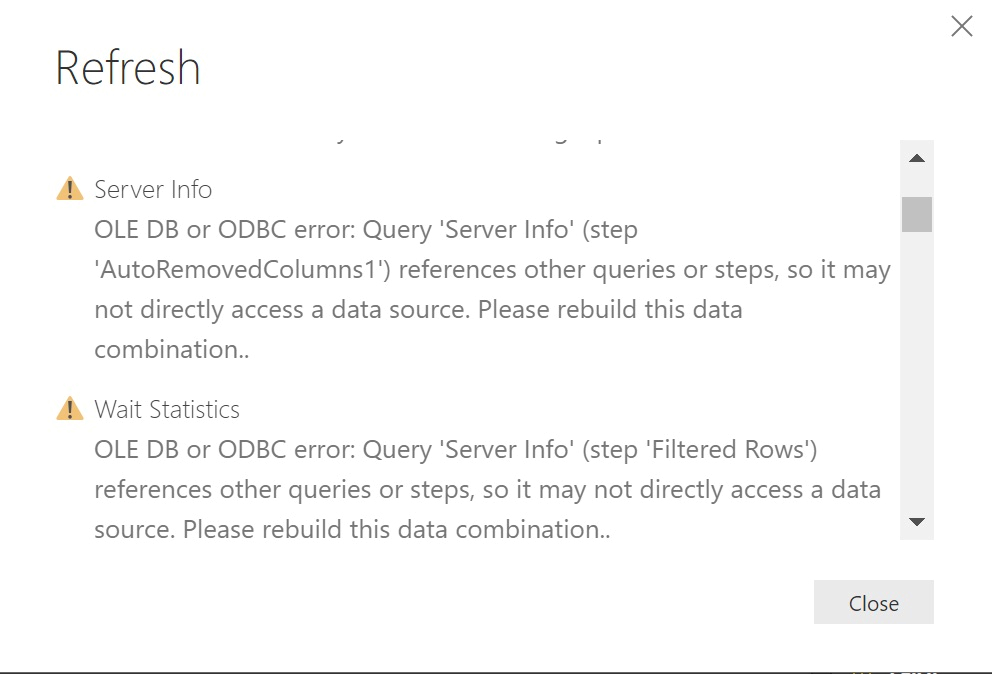 Refresh
Server Info
OLE DB or ODBC error: Query 'Server Info' (step
'AutoRemovedColumns1') references other queries or steps, so it may
not directly access a data source. Please rebuild this data
combination..
Wait Statistics
OLE DB or ODBC error: Query 'Server Info' (step 'Filtered Rows')
references other queries or steps, so it may not directly access a data
source. Please rebuild this data combination..
Close